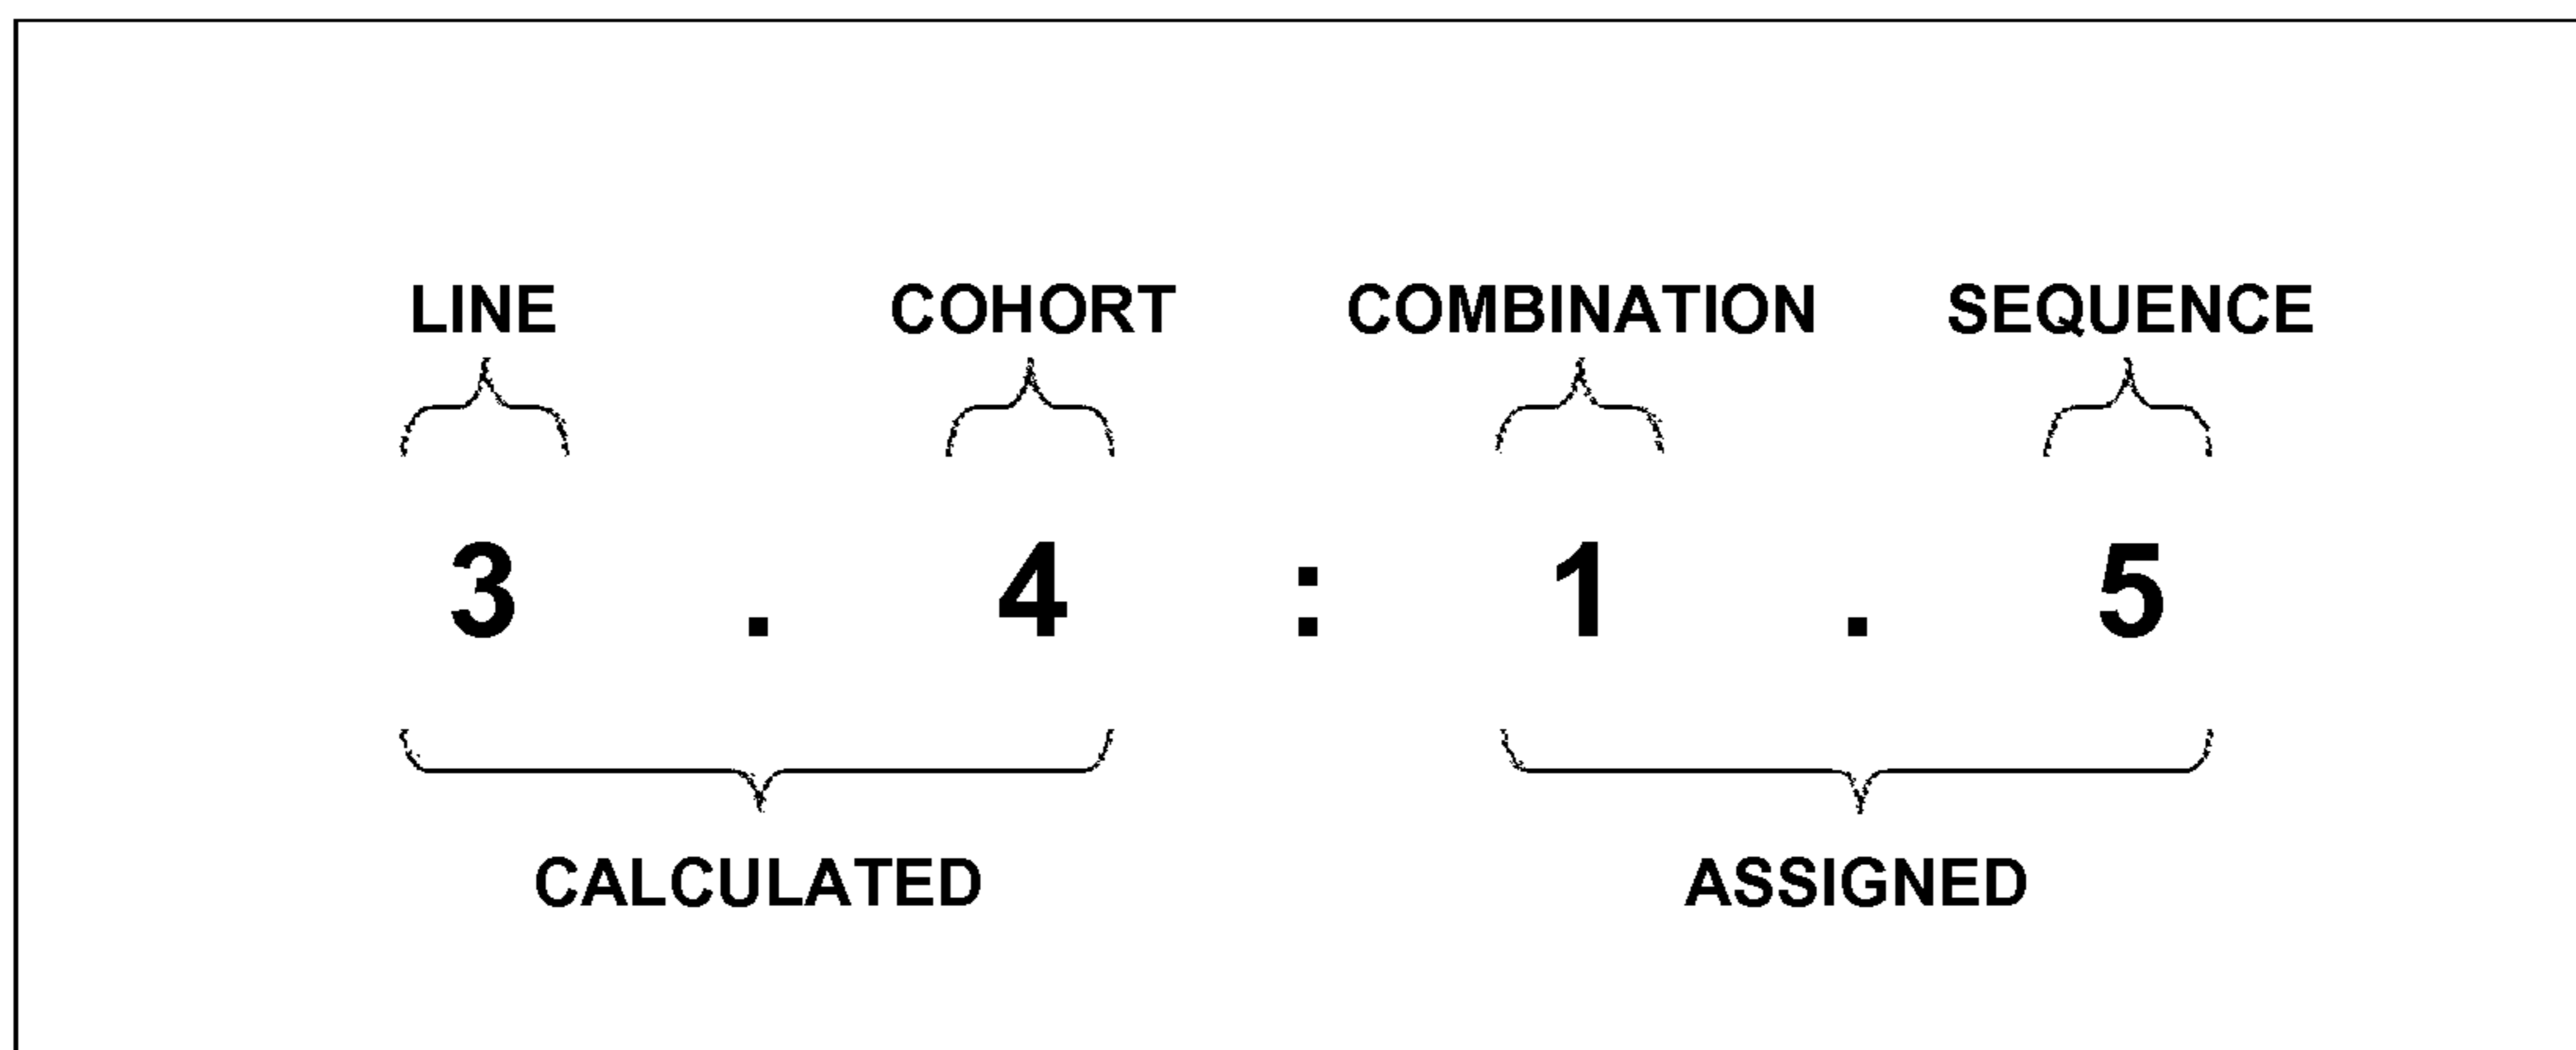 LINE COHORT COMBINATION SEQUENCE
3 . 4 : 1 . 5
CALCULATED ASSIGNED